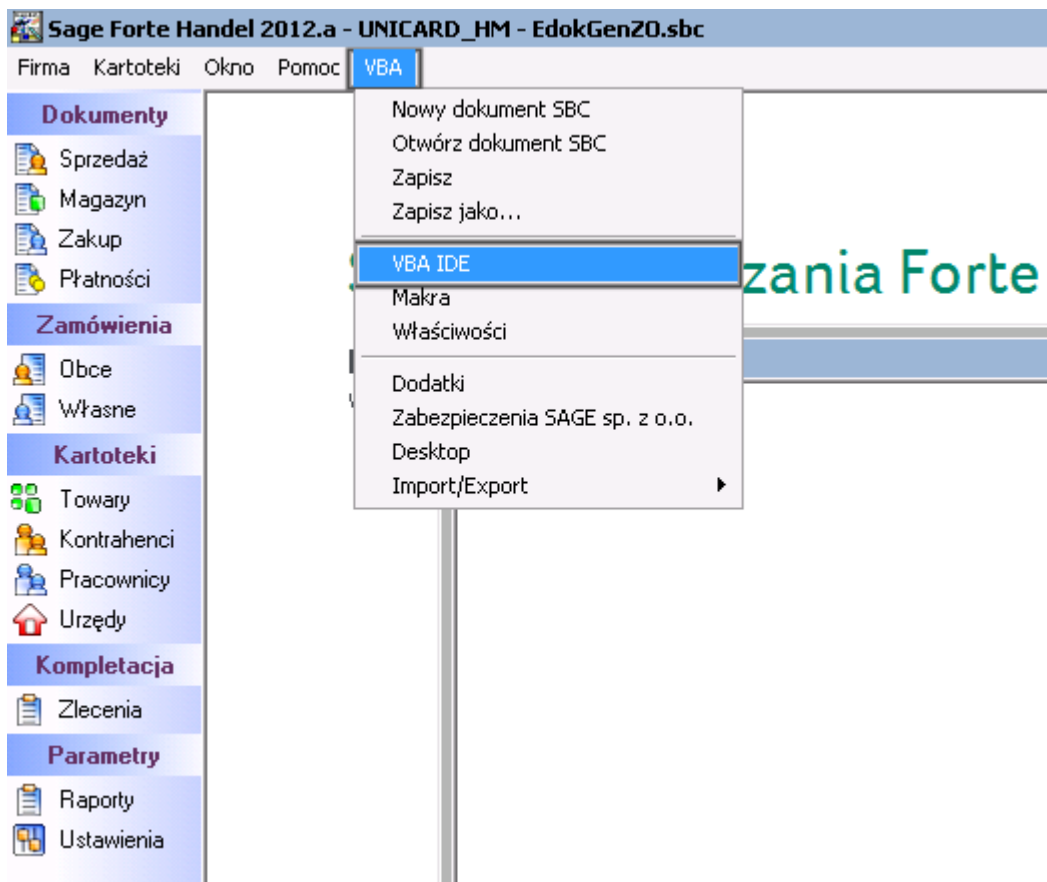 Sage Forte Handel 2012.a - UNICARD_HM - EdokGenZO.sbc
Firma Kartoteki Okno Pomoc VBA
Dokumenty
Sprzedaż
Magazyn
Zakup
Płatności
Zamówienia
Obce
Własne
Kartoteki
Towary
Kontrahenci
Pracownicy
Urzędy
Kompletacja
Zlecenia
Parametry
Raporty
Ustawienia
Nowy dokument SBC
Otwórz dokument SBC
Zapisz
Zapisz jako...
VBA IDE
Makra
Właściwości
Dodatki
Zabezpieczenia SAGE sp. z o.o.
Desktop
Import/Export
zania Forte